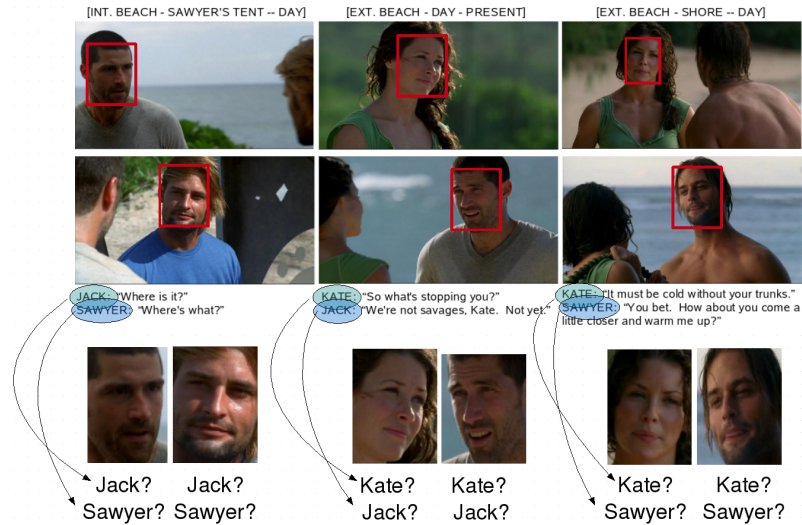 [INT. BEACH - SAWYER'S TENT -- DAY]
[EXT. BEACH - DAY - PRESENT]
[EXT. BEACH - SHORE -- DAY]
JACK: “Where is it?”
SAWYER: “Where's what?”
KATE: “So what's stopping you?”
JACK: “We're not savages, Kate. Not yet.”
KATE: “It must be cold without your trunks.”
SAWYER: “You bet. How about you come a
little closer and warm me up?”
Jack? Jack?
Sawyer? Sawyer?
Kate? Kate?
Jack? Jack?
Kate? Kate?
Sawyer? Sawyer?